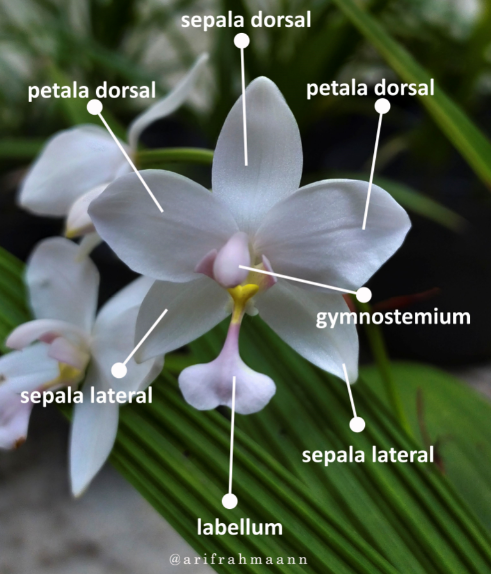 sepala dorsal
petala dorsal
petala dorsal
gymnostemium
sepala lateral
sepala lateral
labellum
@arifrahmaann